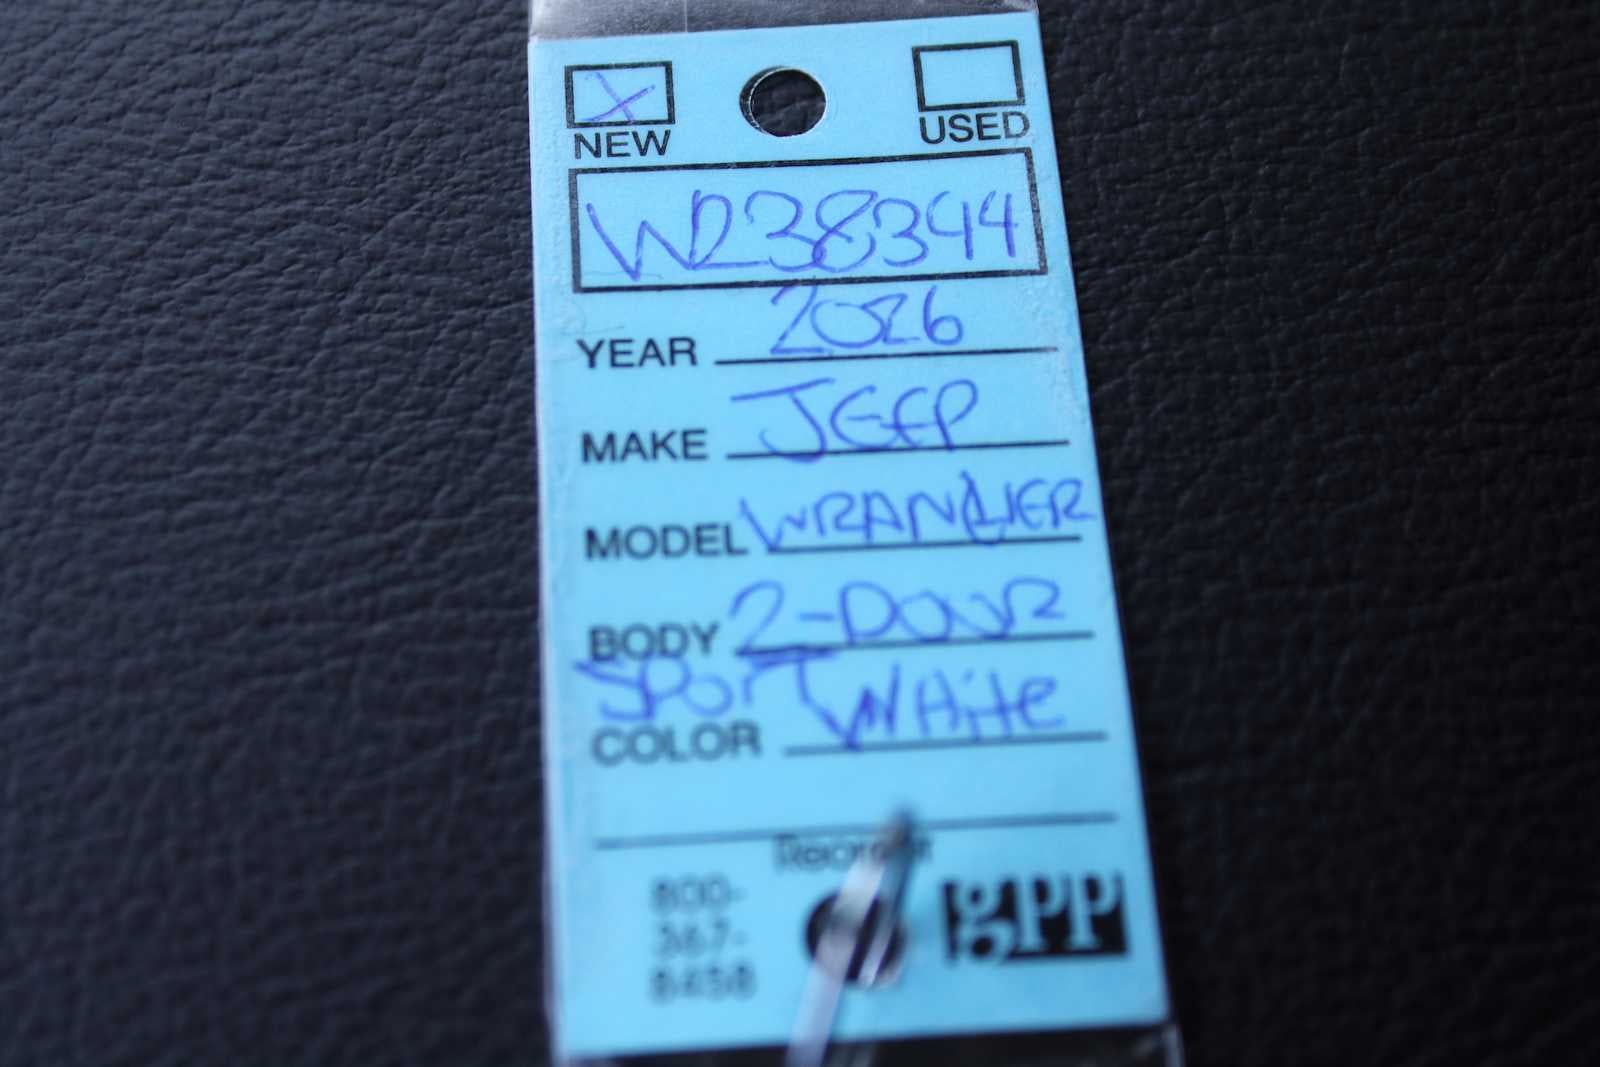 X
NEW USED
W238344
YEAR 2026
MAKE JEEP
MODEL WRANGLER
BODY 2-DOOR
SPORT
COLOR WHite
Reorder
800-
367-
8458
gpp